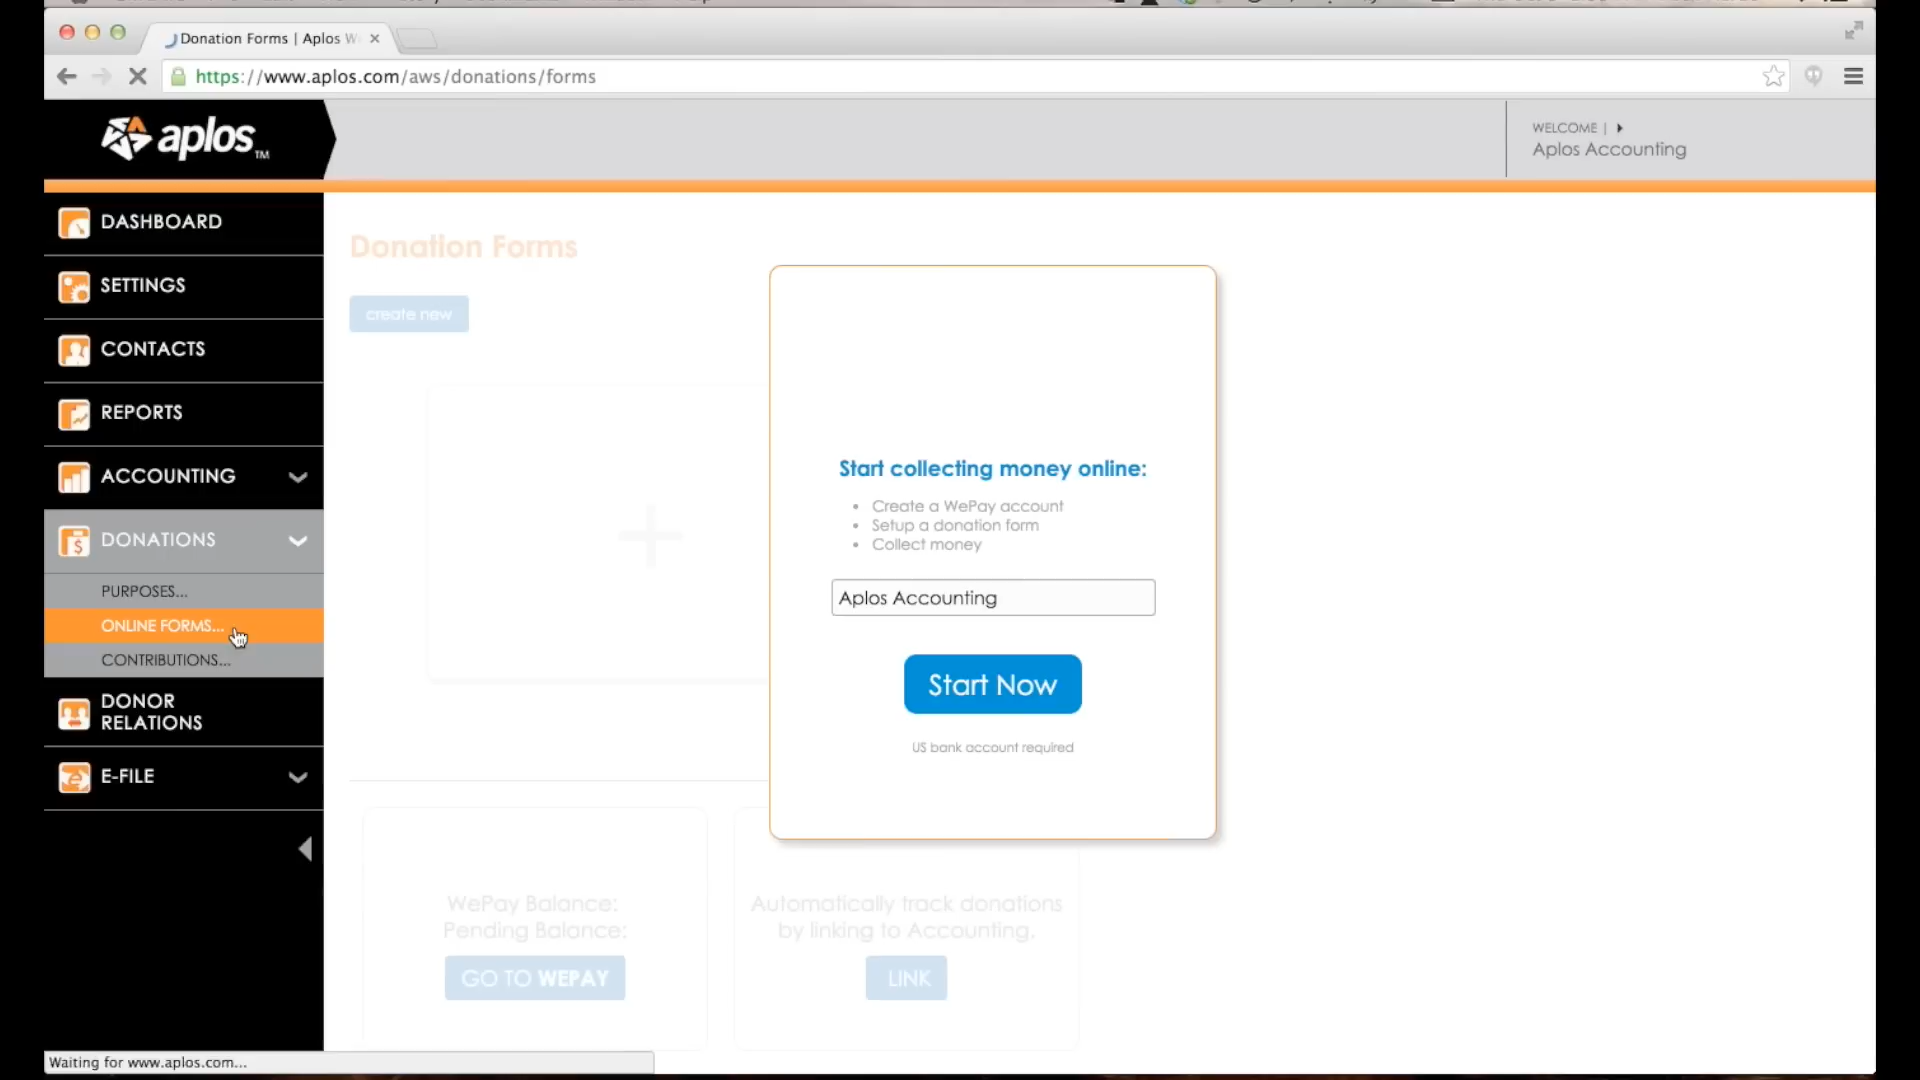 Donation Forms | Aplos W
https://www.aplos.com/aws/donations/forms
aplos™
WELCOME |
Aplos Accounting
DASHBOARD
SETTINGS
CONTACTS
REPORTS
ACCOUNTING
DONATIONS
PURPOSES...
ONLINE FORMS...
CONTRIBUTIONS...
DONOR
RELATIONS
E-FILE
Donation Forms
create new
Start collecting money online:
• Create a WePay account
• Setup a donation form
• Collect money
Aplos Accounting
Start Now
US bank account required
WePay Balance:
Pending Balance:
GO TO WEPAY
Automatically track donations
by linking to Accounting.
LINK
Waiting for www.aplos.com...